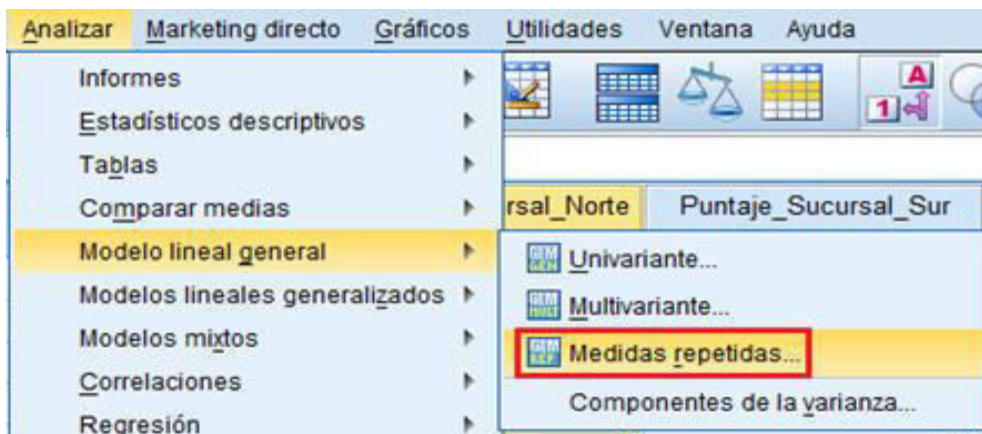 Analizar Marketing directo Gráficos Utilidades Ventana Ayuda
Informes
Estadísticos descriptivos
Tablas
Comparar medias
Modelo lineal general
Modelos lineales generalizados
Modelos mixtos
Correlaciones
Regresión
A
1
rsal_Norte Puntaje_Sucursal_Sur
Univariante...
Multivariante...
Medidas repetidas...
Componentes de la varianza...